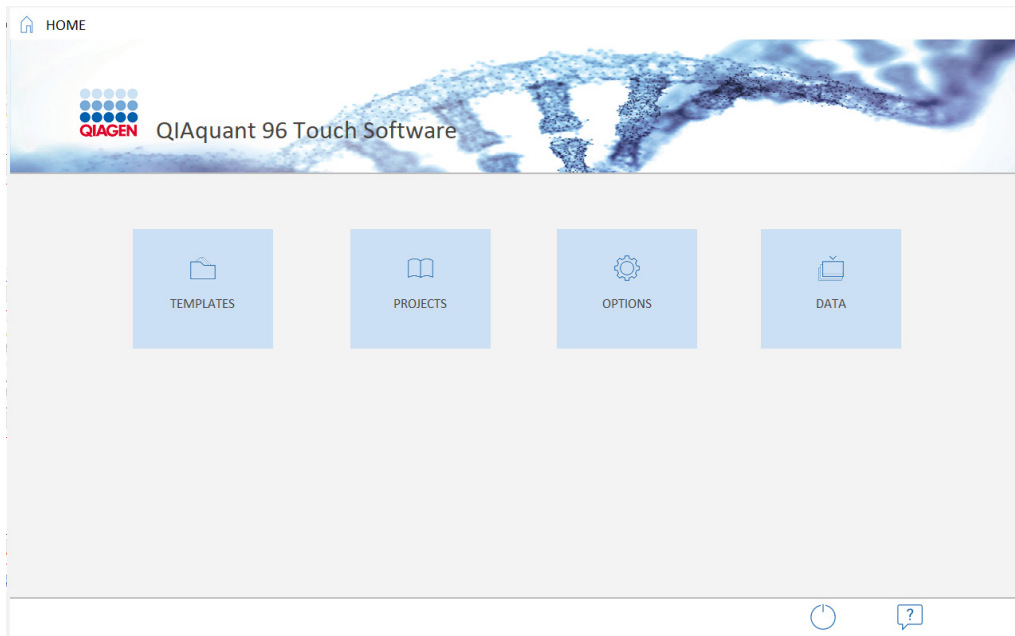 HOME
QIAGEN
QIAquant 96 Touch Software
TEMPLATES
PROJECTS
OPTIONS
DATA
?